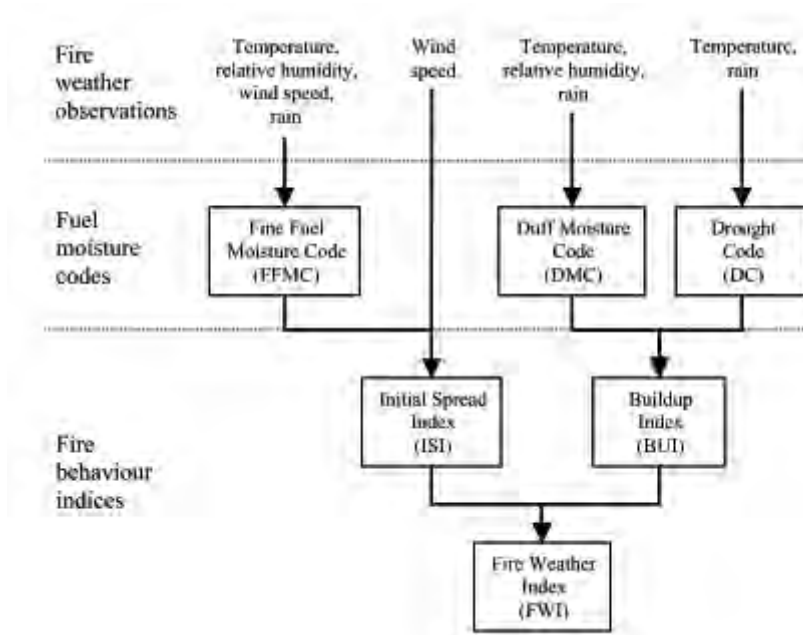 Fire
weather
observations
Temperature,
relative humidity,
wind speed,
rain
Wind
speed
Temperature,
relative humidity,
rain
Temperature,
rain
Fuel
moisture
codes
Fine Fuel
Moisture Code
(FFMC)
Duff Moisture
Code
(DMC)
Drought
Code
(DC)
Fire
behaviour
indices
Initial Spread
Index
(ISI)
Buildup
Index
(BUI)
Fire Weather
Index
(FWI)